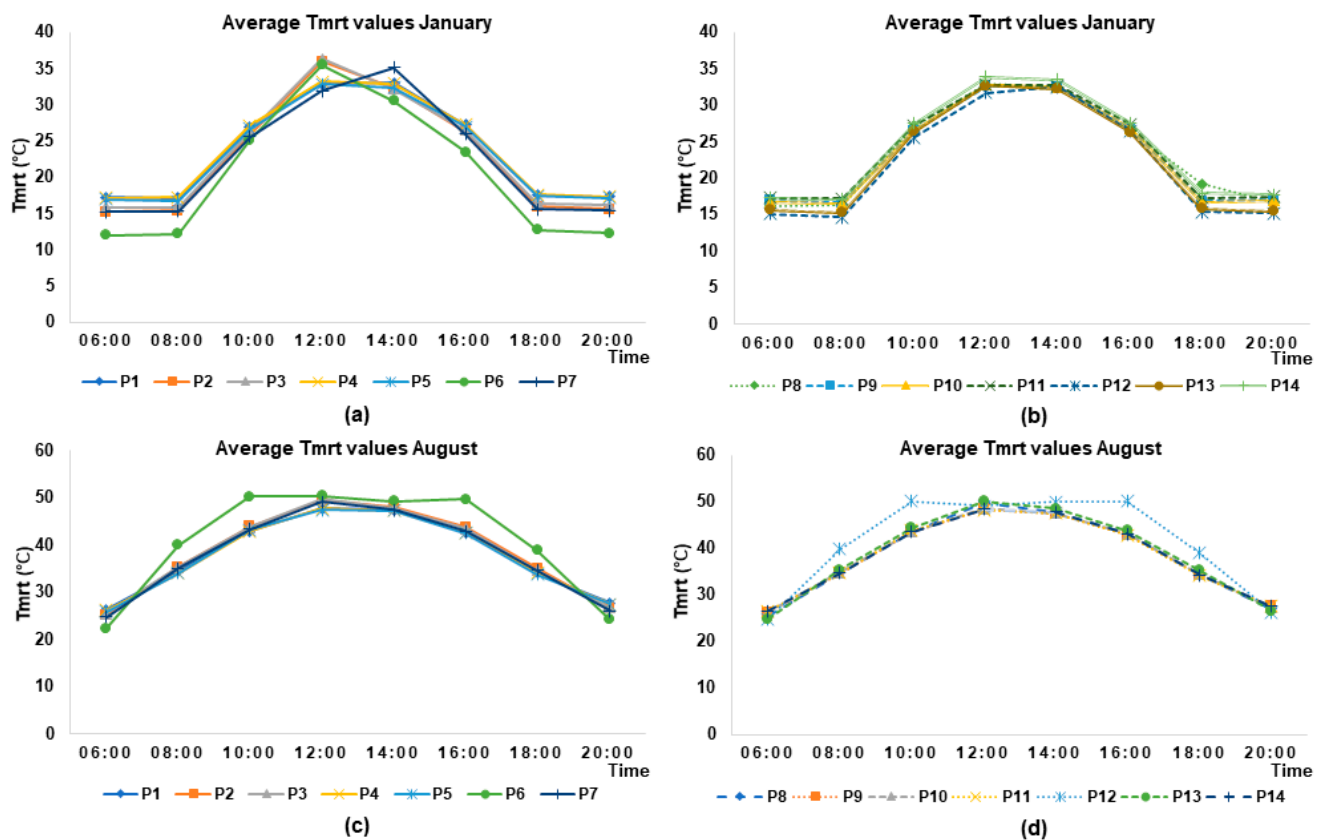 Average Tmrt values January
40
35
30
25
20
15
10
5
0
Tmrt (°C)
06:00 08:00 10:00 12:00 14:00 16:00 18:00 20:00
Time
P1 P2 P3 P4 P5 P6 P7
(a)
Average Tmrt values January
40
35
30
25
20
15
10
5
0
Tmrt (°C)
06:00 08:00 10:00 12:00 14:00 16:00 18:00 20:00
Time
P8 P9 P10 P11 P12 P13 P14
(b)
Average Tmrt values August
60
50
40
30
20
10
0
Tmrt (°C)
06:00 08:00 10:00 12:00 14:00 16:00 18:00 20:00
Time
P1 P2 P3 P4 P5 P6 P7
(c)
Average Tmrt values August
60
50
40
30
20
10
0
Tmrt (°C)
06:00 08:00 10:00 12:00 14:00 16:00 18:00 20:00
Time
P8 P9 P10 P11 P12 P13 P14
(d)